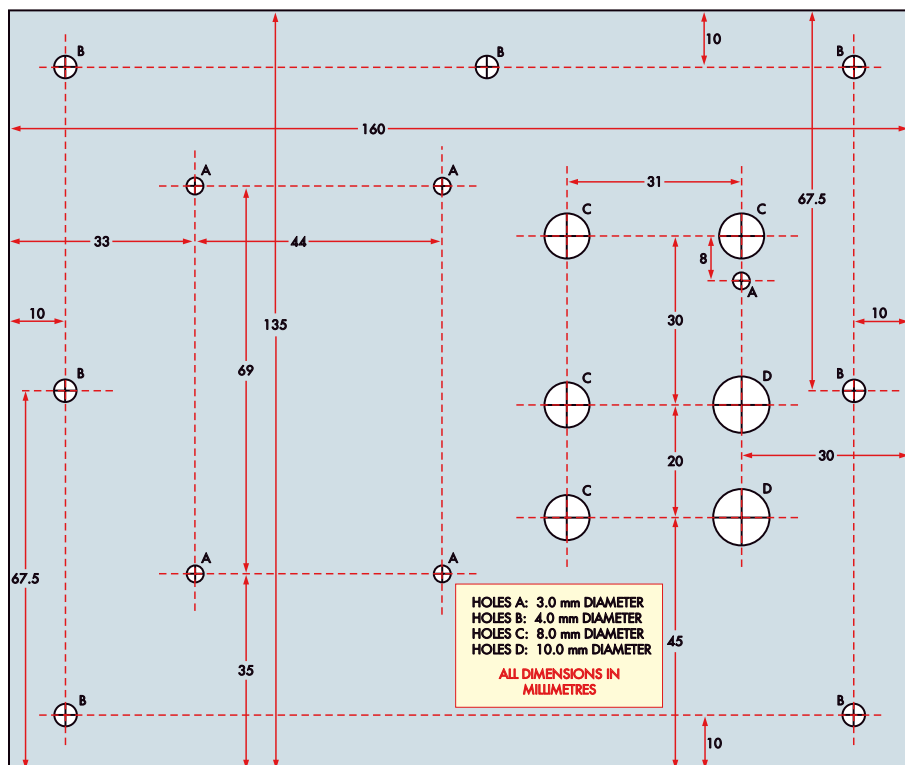 10
B
B
B
160
A
A
31
67.5
C
C
33
44
8
A
10
135
30
10
69
B
D
C
B
20
30
C
D
A
A
67.5
HOLES A: 3.0 mm DIAMETER
HOLES B: 4.0 mm DIAMETER
HOLES C: 8.0 mm DIAMETER
HOLES D: 10.0 mm DIAMETER
ALL DIMENSIONS IN
MILLIMETRES
45
35
B
B
10